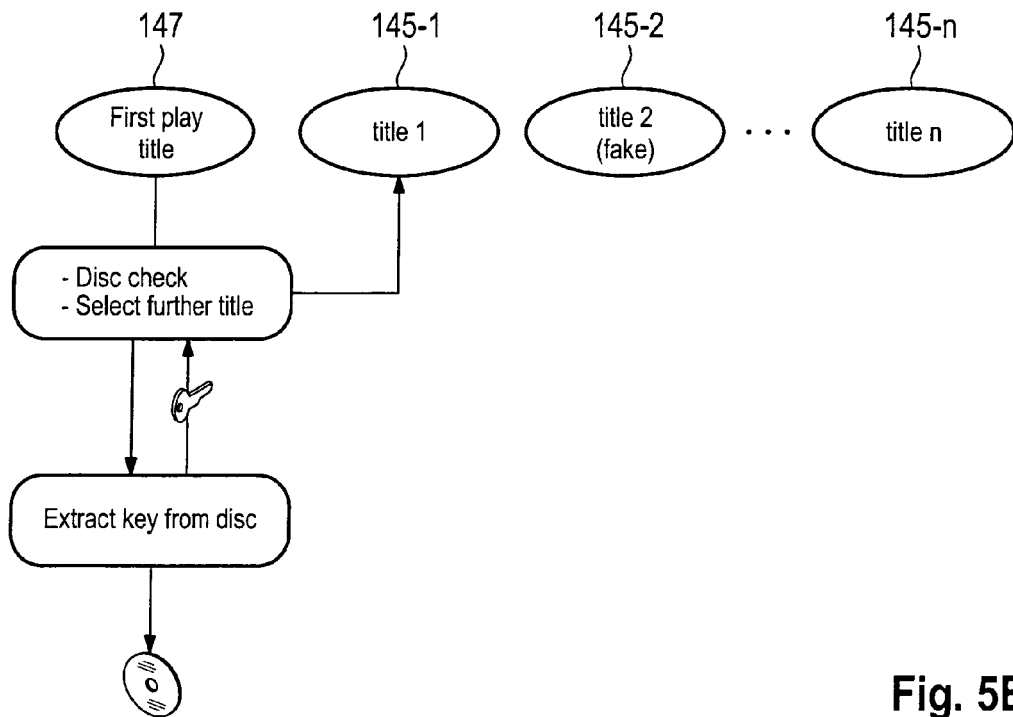 147
145-1
145-2
145-n
First play
title
title 1
title 2
(fake)
. . .
title n
- Disc check
- Select further title
Extract key from disc
Fig. 5B